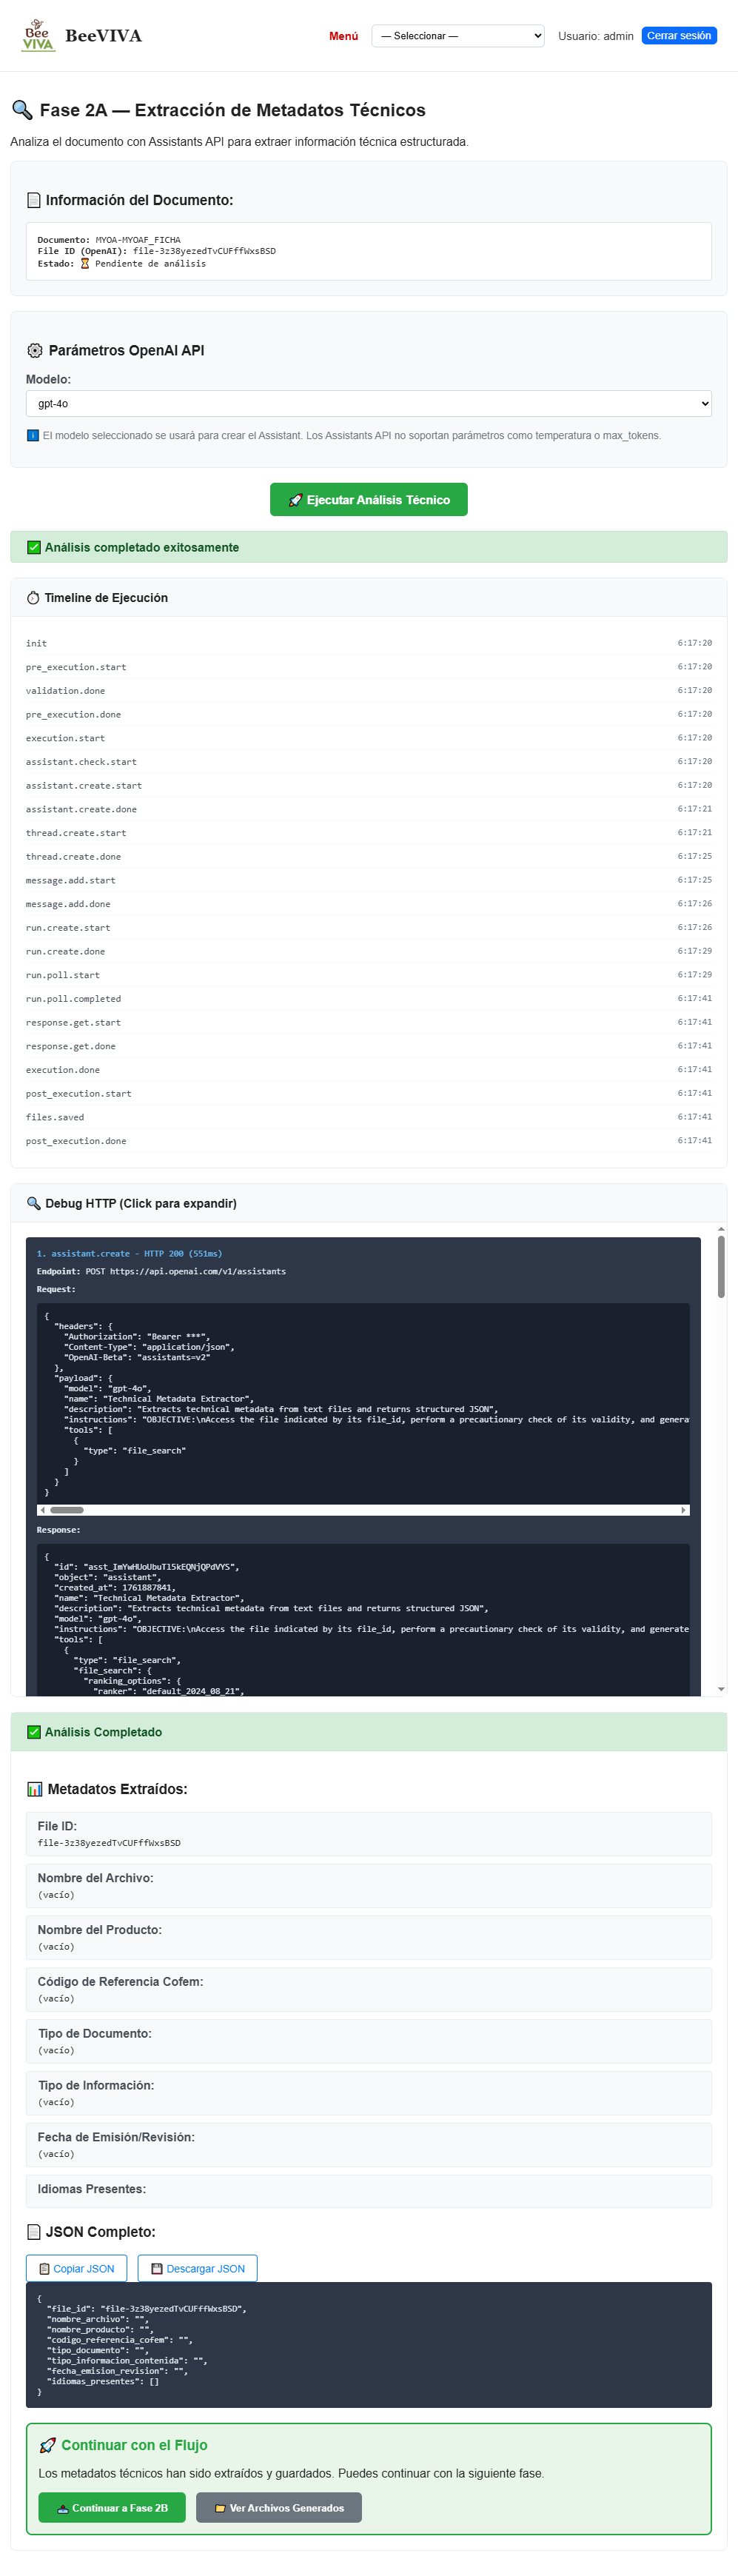 Bee
VIVA
BeeVIVA
Menú
— Seleccionar —
Usuario: admin
Cerrar sesión
Fase 2A — Extracción de Metadatos Técnicos
Analiza el documento con Assistants API para extraer información técnica estructurada.
Información del Documento:
Documento: MYOA-MYOAF_FICHA
File ID (OpenAI): file-3z38yezedTvCUFffWxsBSD
Estado: ⏳ Pendiente de análisis
Parámetros OpenAI API
Modelo:
gpt-4o
El modelo seleccionado se usará para crear el Assistant. Los Assistants API no soportan parámetros como temperatura o max_tokens.
Ejecutar Análisis Técnico
Análisis completado exitosamente
Timeline de Ejecución
init 6:17:20
pre_execution.start 6:17:20
validation.done 6:17:20
pre_execution.done 6:17:20
execution.start 6:17:20
assistant.check.start 6:17:20
assistant.create.start 6:17:20
assistant.create.done 6:17:21
thread.create.start 6:17:21
thread.create.done 6:17:25
message.add.start 6:17:25
message.add.done 6:17:26
run.create.start 6:17:26
run.create.done 6:17:29
run.poll.start 6:17:29
run.poll.completed 6:17:41
response.get.start 6:17:41
response.get.done 6:17:41
execution.done 6:17:41
post_execution.start 6:17:41
files.saved 6:17:41
post_execution.done 6:17:41
Debug HTTP (Click para expandir)
1. assistant.create - HTTP 200 (551ms)
Endpoint: POST https://api.openai.com/v1/assistants
Request:
{
"headers": {
"Authorization": "Bearer ***",
"Content-Type": "application/json",
"OpenAI-Beta": "assistants=v2"
},
"payload": {
"model": "gpt-4o",
"name": "Technical Metadata Extractor",
"description": "Extracts technical metadata from text files and returns structured JSON",
"instructions": "OBJECTIVE:\nAccess the file indicated by its file_id, perform a precautionary check of its validity, and genera
"tools": [
{
"type": "file_search"
}
]
}
}
Response:
{
"id": "asst_ImYwHUoUbuTl5kEQNjQPdVYS",
"object": "assistant",
"created_at": 1761887841,
"name": "Technical Metadata Extractor",
"description": "Extracts technical metadata from text files and returns structured JSON",
"model": "gpt-4o",
"instructions": "OBJECTIVE:\nAccess the file indicated by its file_id, perform a precautionary check of its validity, and generate
"tools": [
{
"type": "file_search",
"file_search": {
"ranking_options": {
"ranker": "default_2024_08_21",
Análisis Completado
Metadatos Extraídos:
File ID:
file-3z38yezedTvCUFffWxsBSD
Nombre del Archivo:
(vacío)
Nombre del Producto:
(vacío)
Código de Referencia Cofem:
(vacío)
Tipo de Documento:
(vacío)
Tipo de Información:
(vacío)
Fecha de Emisión/Revisión:
(vacío)
Idiomas Presentes:
JSON Completo:
Copiar JSON
Descargar JSON
{
"file_id": "file-3z38yezedTvCUFffWxsBSD",
"nombre_archivo": "",
"nombre_producto": "",
"codigo_referencia_cofem": "",
"tipo_documento": "",
"tipo_informacion_contenida": "",
"fecha_emision_revision": "",
"idiomas_presentes": []
}
Continuar con el Flujo
Los metadatos técnicos han sido extraídos y guardados. Puedes continuar con la siguiente fase.
Continuar a Fase 2B
Ver Archivos Generados